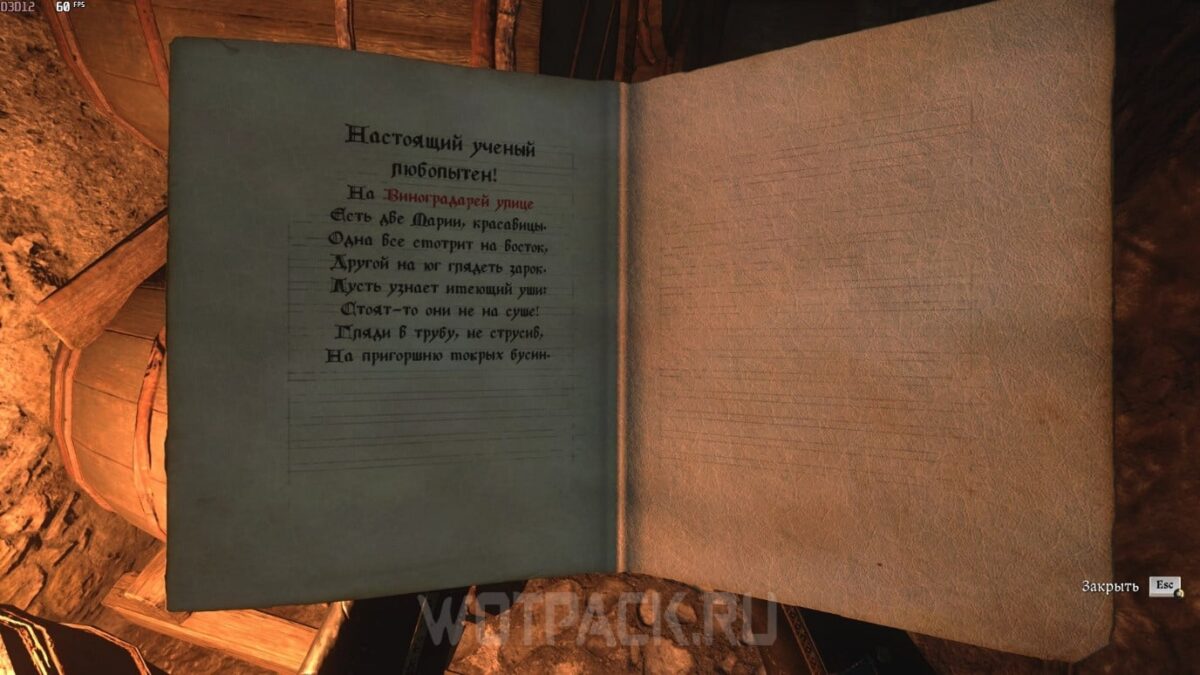 D3D12 60 FPS
Настоящий ученый
любопытен!
На Виноградарей улице
Есть две Марии, красавицы.
Одна все смотрит на восток,
Другой на юг глядеть зарок.
Пусть узнает имеющий уши:
Стоят-то они не на суше!
Гляди в трубу, не струсив,
На пригоршню мокрых бусин.
Закрыть Esc
WOTPACK.RU